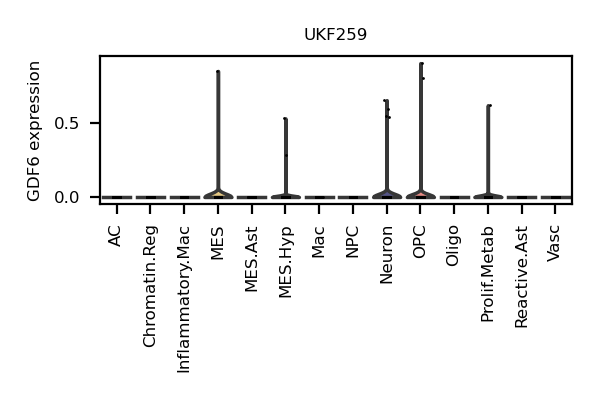 UKF259
GDF6 expression
0.5
0.0
AC
Chromatin.Reg
Inflammatory.Mac
MES
MES.Ast
MES.Hyp
Mac
NPC
Neuron
OPC
Oligo
Prolif.Metab
Reactive.Ast
Vasc